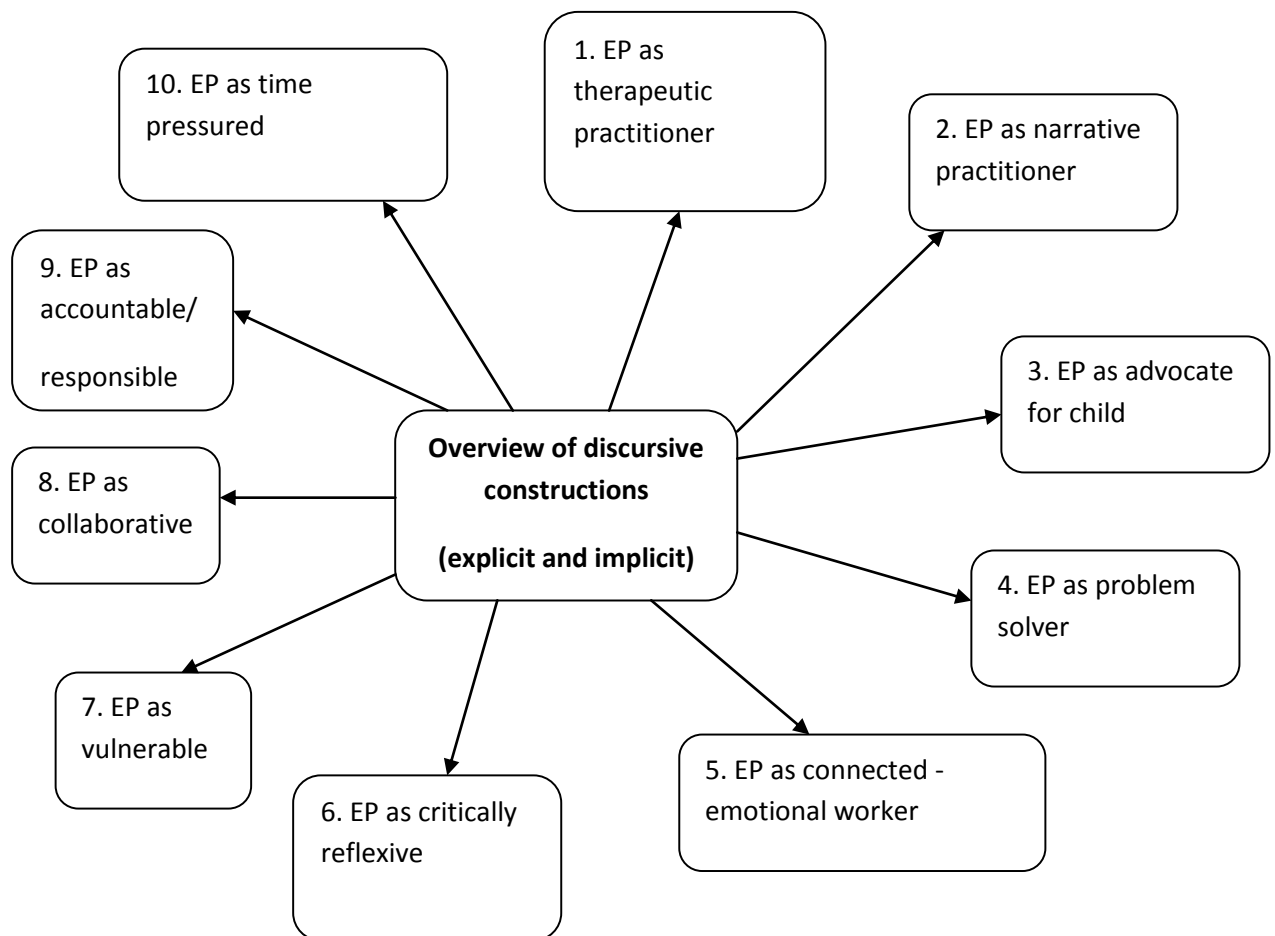 1. EP as
therapeutic
practitioner
2. EP as narrative
practitioner
3. EP as advocate
for child
4. EP as problem
solver
5. EP as connected -
emotional worker
6. EP as critically
reflexive
7. EP as
vulnerable
8. EP as
collaborative
9. EP as
accountable/
responsible
10. EP as time
pressured
Overview of discursive
constructions
(explicit and implicit)